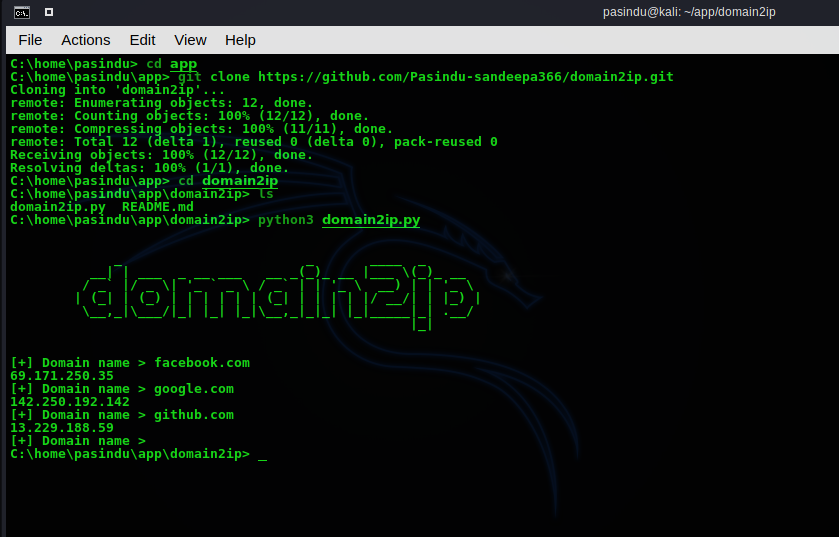 pasindu@kali: ~/app/domain2ip
File Actions Edit View Help
C:\home\pasindu> cd app
C:\home\pasindu\app> git clone https://github.com/Pasindu-sandeepa366/domain2ip.git
Cloning into 'domain2ip'...
remote: Enumerating objects: 12, done.
remote: Counting objects: 100% (12/12), done.
remote: Compressing objects: 100% (11/11), done.
remote: Total 12 (delta 1), reused 0 (delta 0), pack-reused 0
Receiving objects: 100% (12/12), done.
Resolving deltas: 100% (1/1), done.
C:\home\pasindu\app> cd domain2ip
C:\home\pasindu\app\domain2ip> ls
domain2ip.py README.md
C:\home\pasindu\app\domain2ip> python3 domain2ip.py
domain2ip
[+] Domain name > facebook.com
69.171.250.35
[+] Domain name > google.com
142.250.192.142
[+] Domain name > github.com
13.229.188.59
[+] Domain name >
C:\home\pasindu\app\domain2ip> _